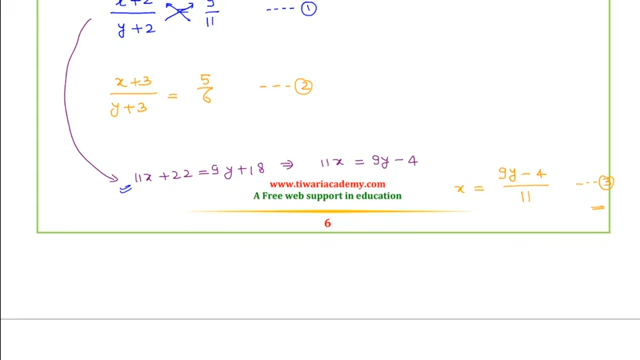 x+2/y+2 = 9/11 ---- ①
x+3/y+3 = 5/6 --- ②
11x + 22 = 9y + 18 ⇒ 11x = 9y - 4
www.tiwariacademy.com
A Free web support in education
x = 9y - 4/11 --- ③
6